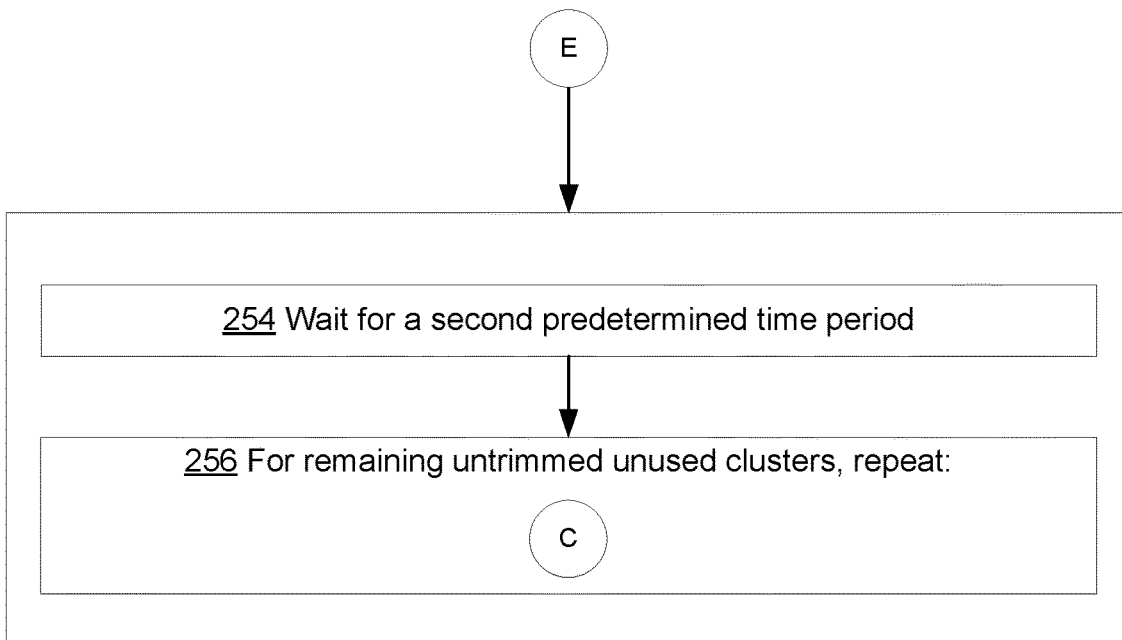 E
254 Wait for a second predetermined time period
256 For remaining untrimmed unused clusters, repeat:
C